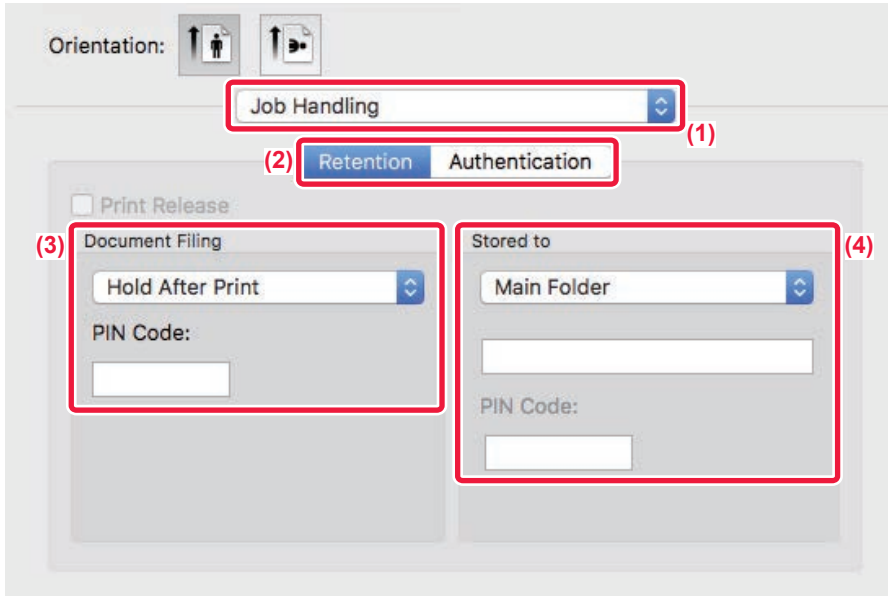 Orientation:
Job Handling
(1)
(2)
Retention Authentication
Print Release
(3)
Document Filing
Hold After Print
PIN Code:
Stored to
(4)
Main Folder
PIN Code: